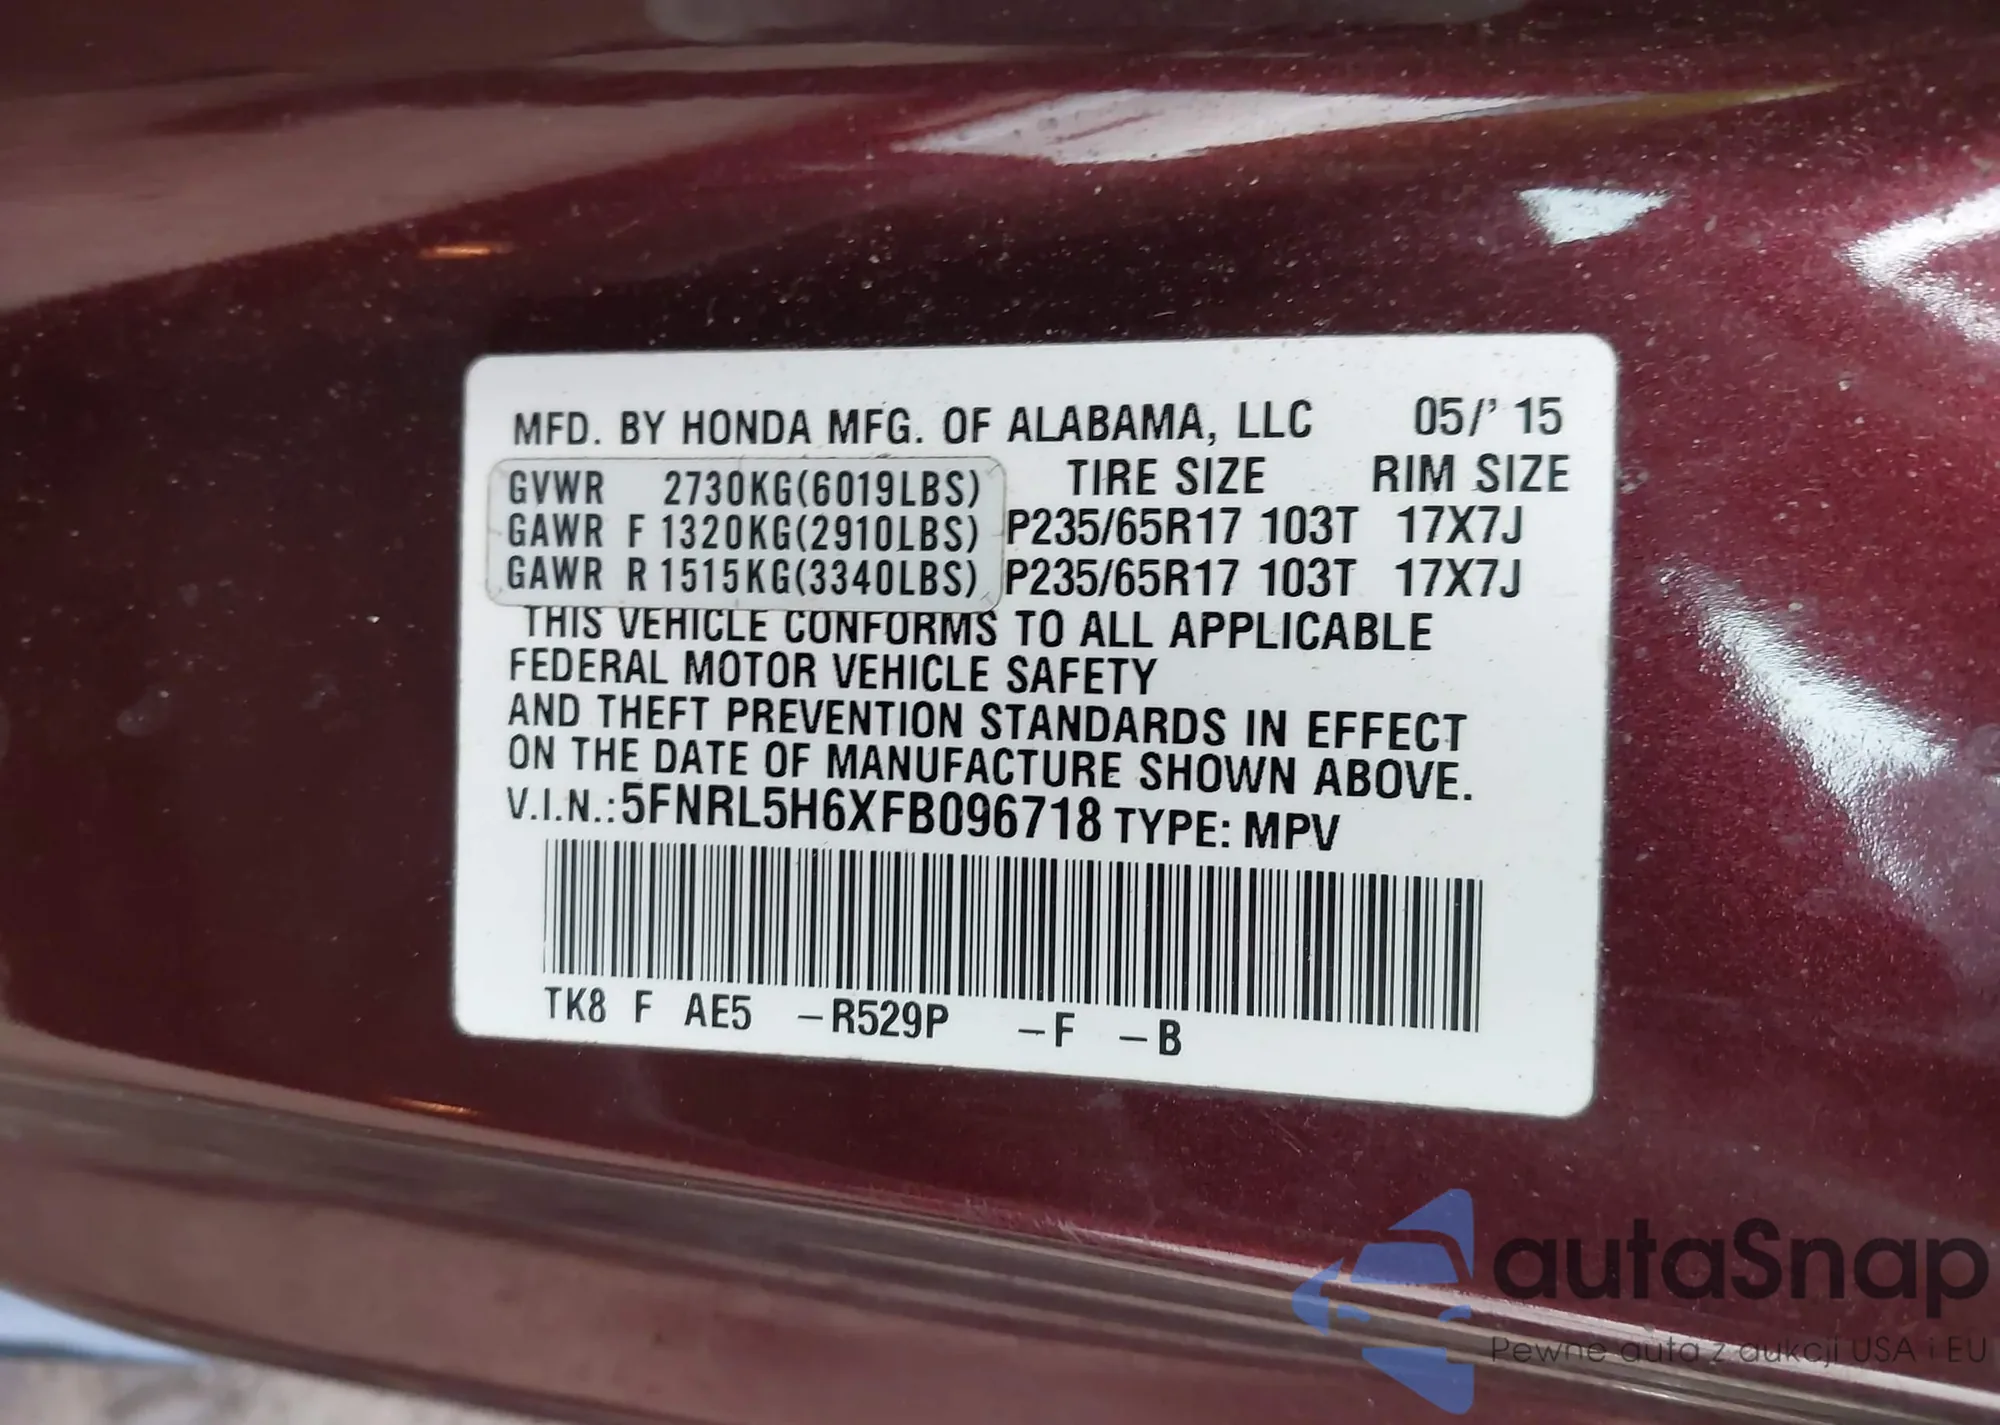 MFD. BY HONDA MFG. OF ALABAMA, LLC 05/' 15
GVWR 2730KG(6019LBS) TIRE SIZE RIM SIZE
GAWR F 1320KG(2910LBS) P235/65R17 103T 17X7J
GAWR R 1515KG(3340LBS) P235/65R17 103T 17X7J
THIS VEHICLE CONFORMS TO ALL APPLICABLE
FEDERAL MOTOR VEHICLE SAFETY
AND THEFT PREVENTION STANDARDS IN EFFECT
ON THE DATE OF MANUFACTURE SHOWN ABOVE.
V.I.N.:5FNRL5H6XFB096718 TYPE: MPV
TK8 F AE5 –R529P –F –B
autaSnap
Pewne auta z aukcji USA i EU